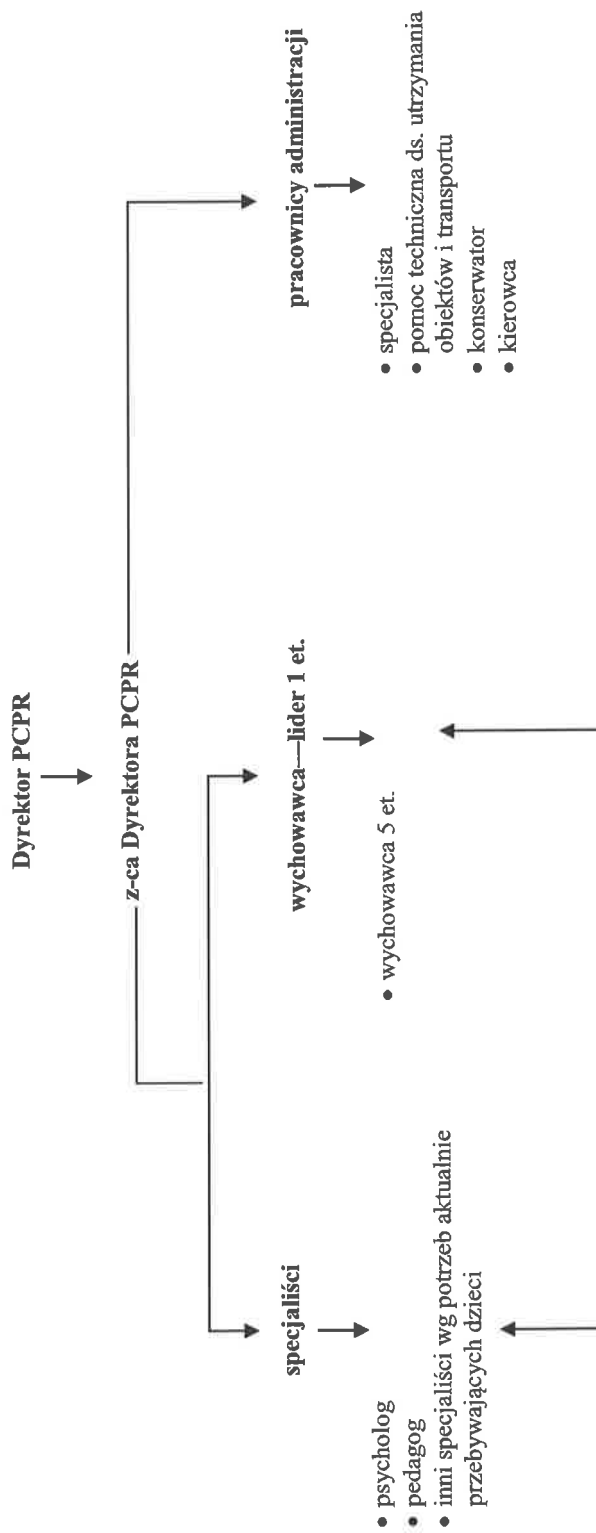 Dyrektor PCPR
z-ca Dyrektora PCPR
specjaliści
• psycholog
• pedagog
• inni specjaliści wg potrzeb aktualnie
przebywających dzieci
wychowawca—lider 1 et.
• wychowawca 5 et.
pracownicy administracji
• specjalista
• pomoc techniczna ds. utrzymania
obiektów i transportu
• konserwator
• kierowca